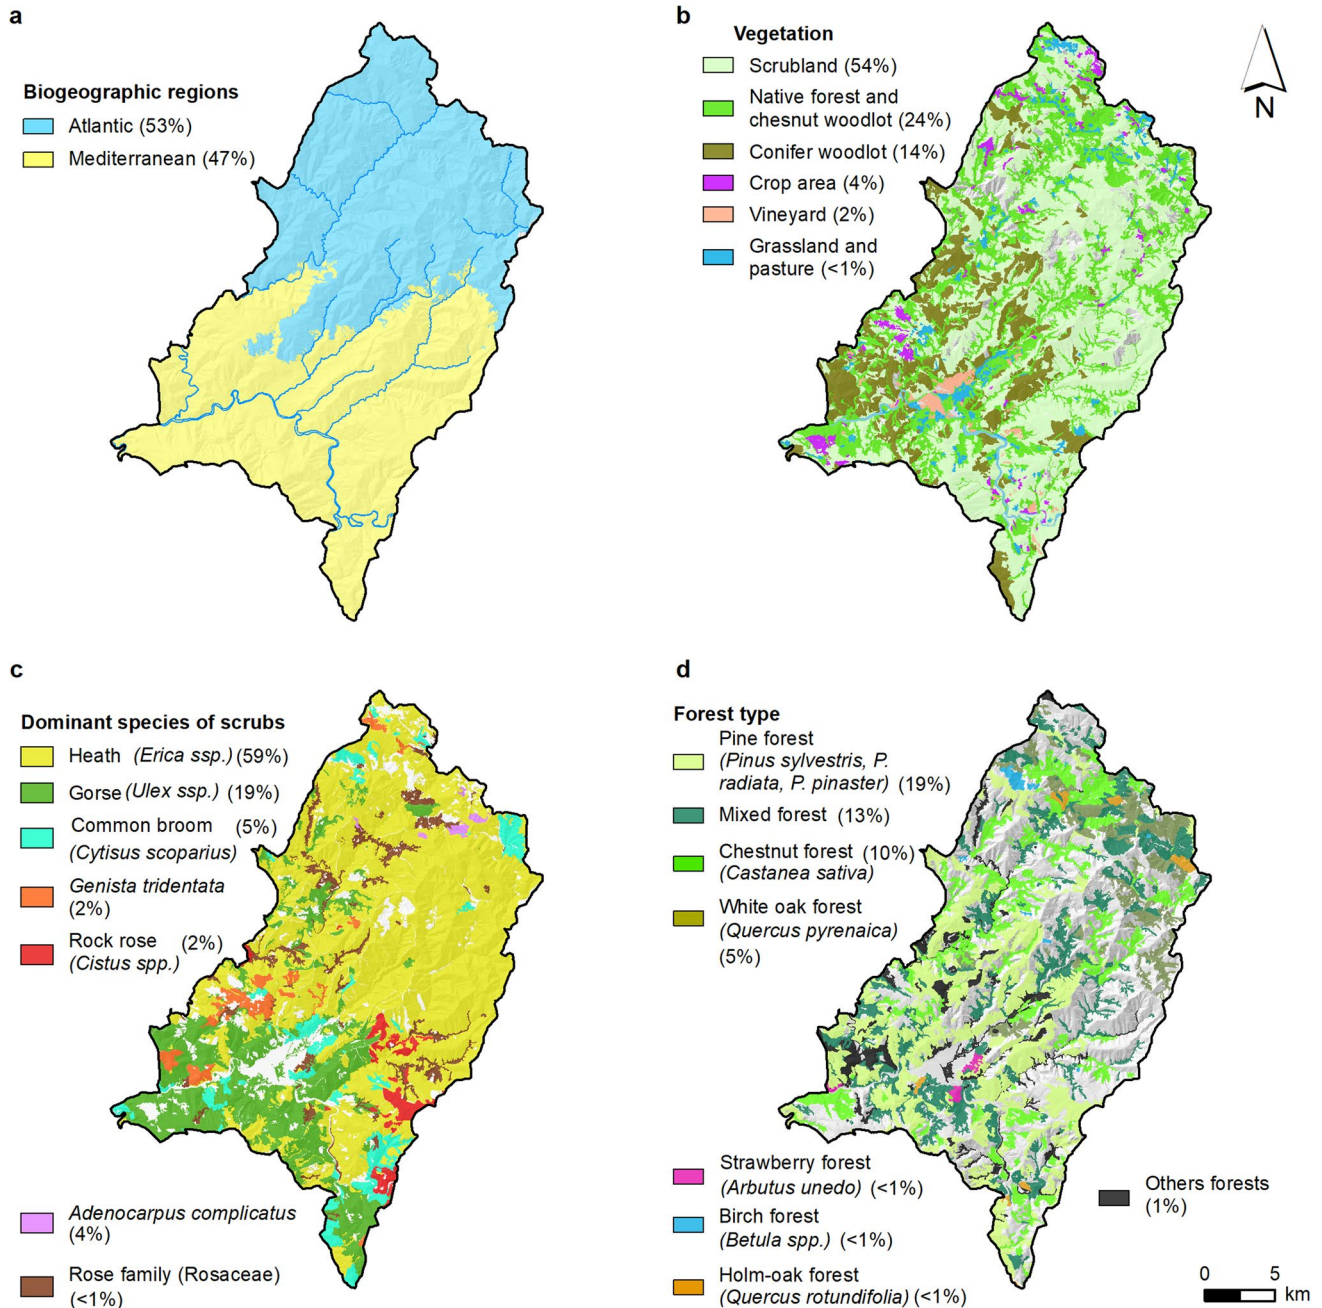 a
Biogeographic regions
Atlantic (53%)
Mediterranean (47%)
b
Vegetation
Scrubland (54%)
Native forest and
chesnut woodlot (24%)
Conifer woodlot (14%)
Crop area (4%)
Vineyard (2%)
Grassland and
pasture (<1%)
N
c
Dominant species of scrubs
Heath (Erica ssp.) (59%)
Gorse (Ulex ssp.) (19%)
Common broom (5%)
(Cytisus scoparius)
Genista tridentata
(2%)
Rock rose (2%)
(Cistus spp.)
Adenocarpus complicatus
(4%)
Rose family (Rosaceae)
(<1%)
d
Forest type
Pine forest
(Pinus sylvestris, P.
radiata, P. pinaster) (19%)
Mixed forest (13%)
Chestnut forest (10%)
(Castanea sativa)
White oak forest
(Quercus pyrenaica)
(5%)
Strawberry forest
(Arbutus unedo) (<1%)
Birch forest
(Betula spp.) (<1%)
Holm-oak forest
(Quercus rotundifolia) (<1%)
Others forests
(1%)
0 5
km